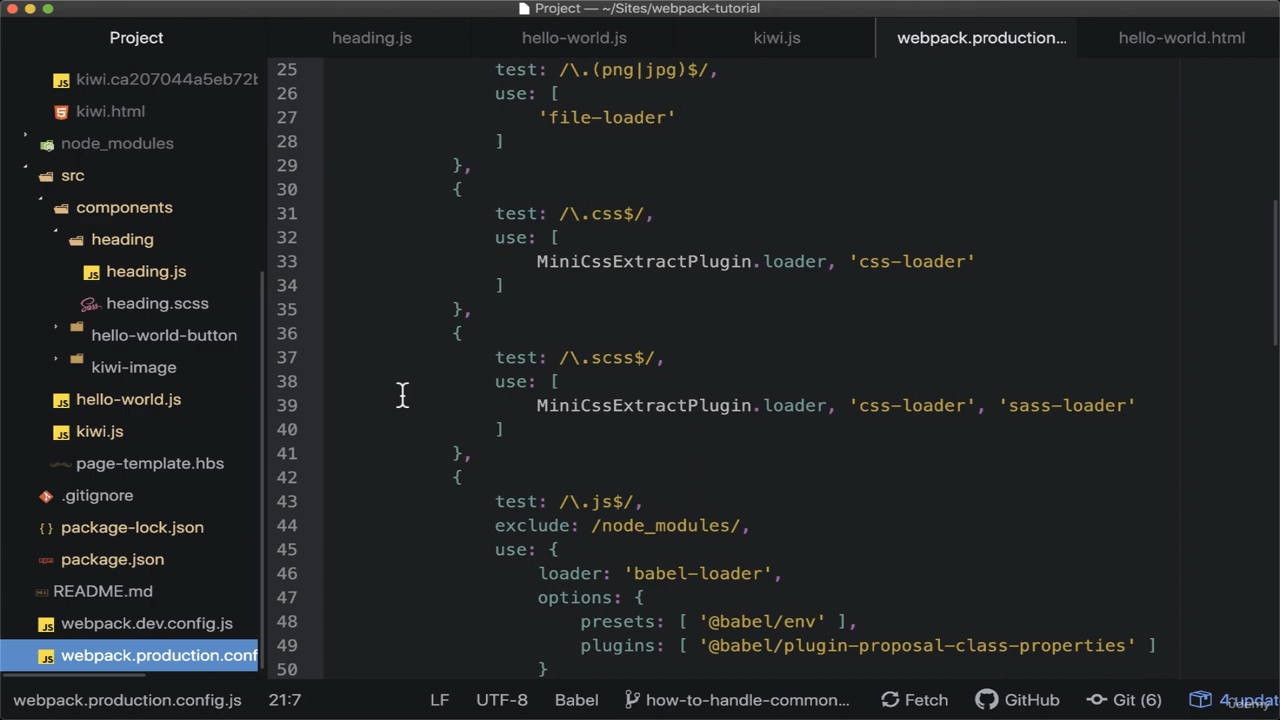 Project — ~/Sites/webpack-tutorial
Project
heading.js
hello-world.js
kiwi.js
webpack.production...
hello-world.html
kiwi.ca207044a5eb72b
kiwi.html
node_modules
src
components
heading
heading.js
heading.scss
hello-world-button
kiwi-image
hello-world.js
kiwi.js
page-template.hbs
.gitignore
package-lock.json
package.json
README.md
webpack.dev.config.js
webpack.production.conf
25 test: /\.(png|jpg)$/,
26 use: [
27 'file-loader'
28 ]
29 },
30 {
31 test: /\.css$/,
32 use: [
33 MiniCssExtractPlugin.loader, 'css-loader'
34 ]
35 },
36 {
37 test: /\.scss$/,
38 use: [
39 MiniCssExtractPlugin.loader, 'css-loader', 'sass-loader'
40 ]
41 },
42 {
43 test: /\.js$/,
44 exclude: /node_modules/,
45 use: {
46 loader: 'babel-loader',
47 options: {
48 presets: [ '@babel/env' ],
49 plugins: [ '@babel/plugin-proposal-class-properties' ]
50 }
webpack.production.config.js 21:7 LF UTF-8 Babel how-to-handle-common... Fetch GitHub Git (6) 4 updat
Udemy